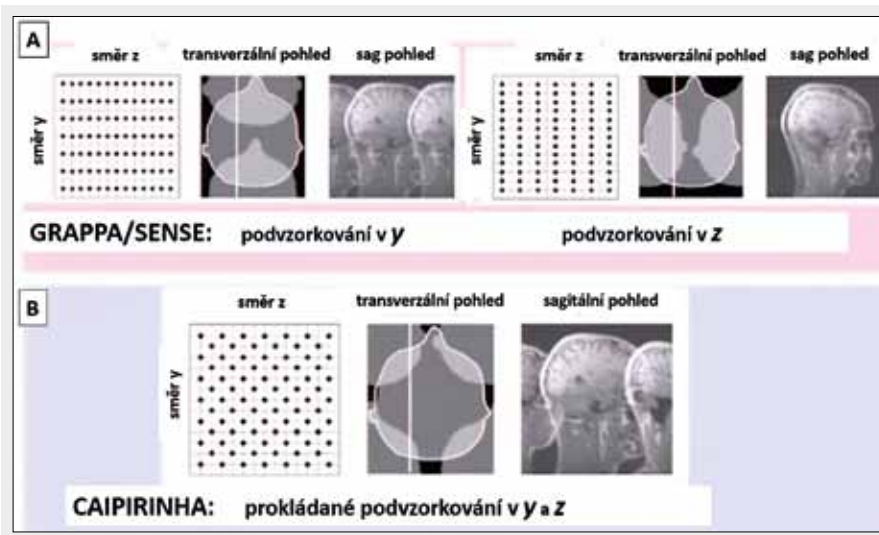 A
směr z transverzální pohled sag pohled směr z transverzální pohled sag pohled
směr y
směr y
GRAPPA/SENSE: podvzorkování v y podvzorkování v z
B
směr z transverzální pohled sagitální pohled
směr y
CAIPIRINHA: prokládané podvzorkování v y a z